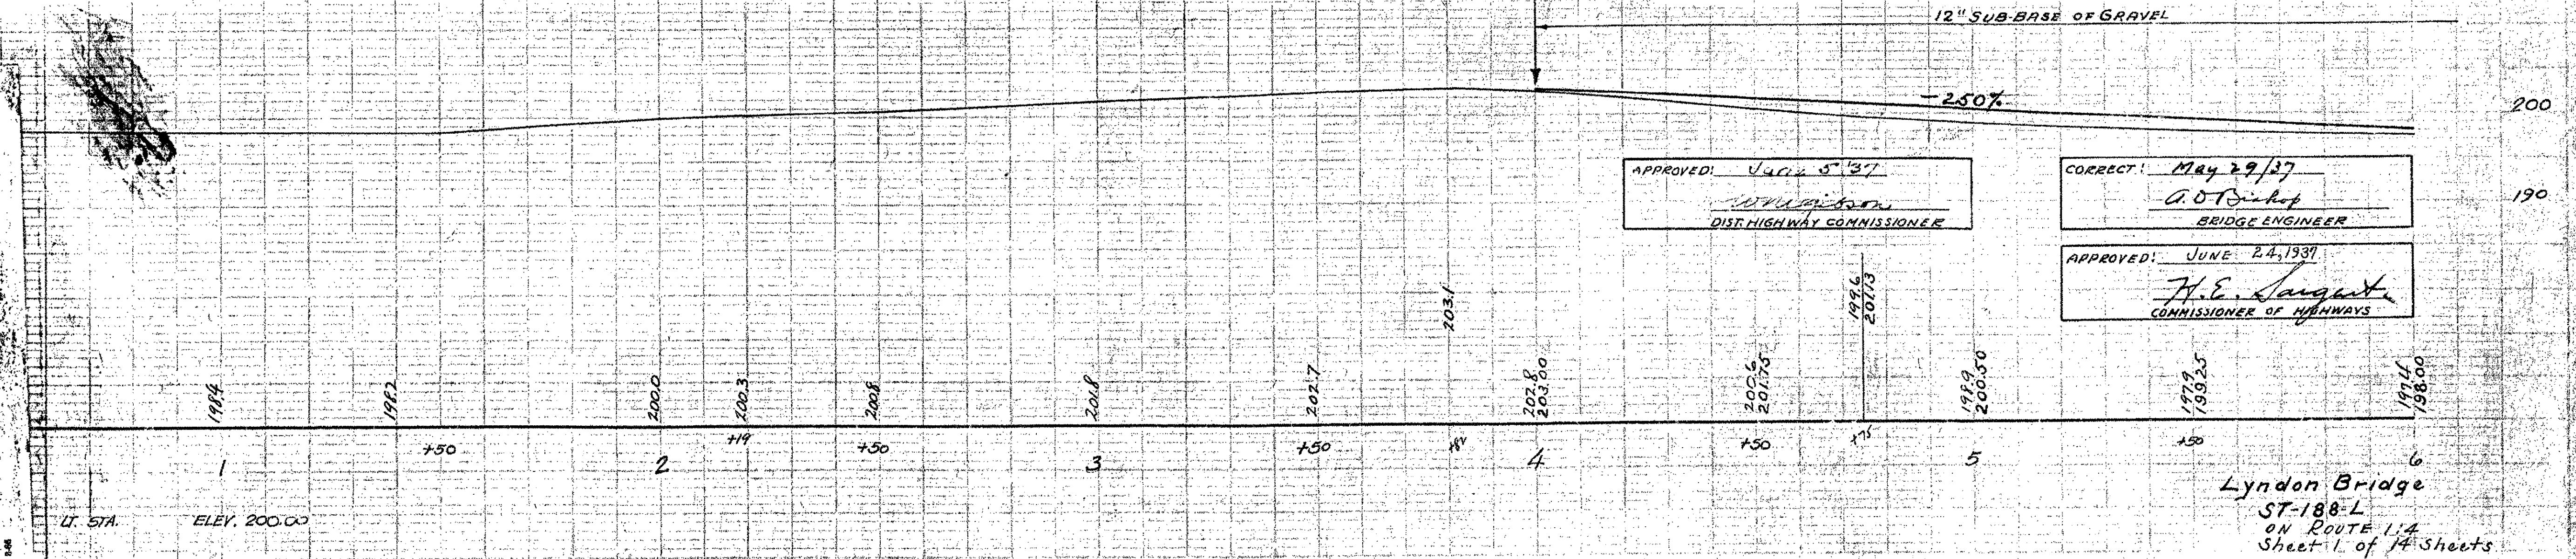 12" SUB-BASE OF GRAVEL
-2.50%
200
190
APPROVED: June 5 '37
DIST. HIGHWAY COMMISSIONER
CORRECT: May 29/37
A.D. Bishop
BRIDGE ENGINEER
APPROVED: JUNE 24, 1937
H.E. Sargent
COMMISSIONER OF HIGHWAYS
198.4
198.2
200.0
200.3
200.8
201.8
202.7
203.1
202.8
203.00
200.6
201.75
199.6
201.13
198.9
200.50
197.9
199.25
197.4
198.00
1
+50
2
+19
+50
3
+50
4
+50
+75
5
+50
6
LT. STA. ELEV. 200.00
Lyndon Bridge
ST-188-L
ON ROUTE 114
Sheet 1 of 14 Sheets